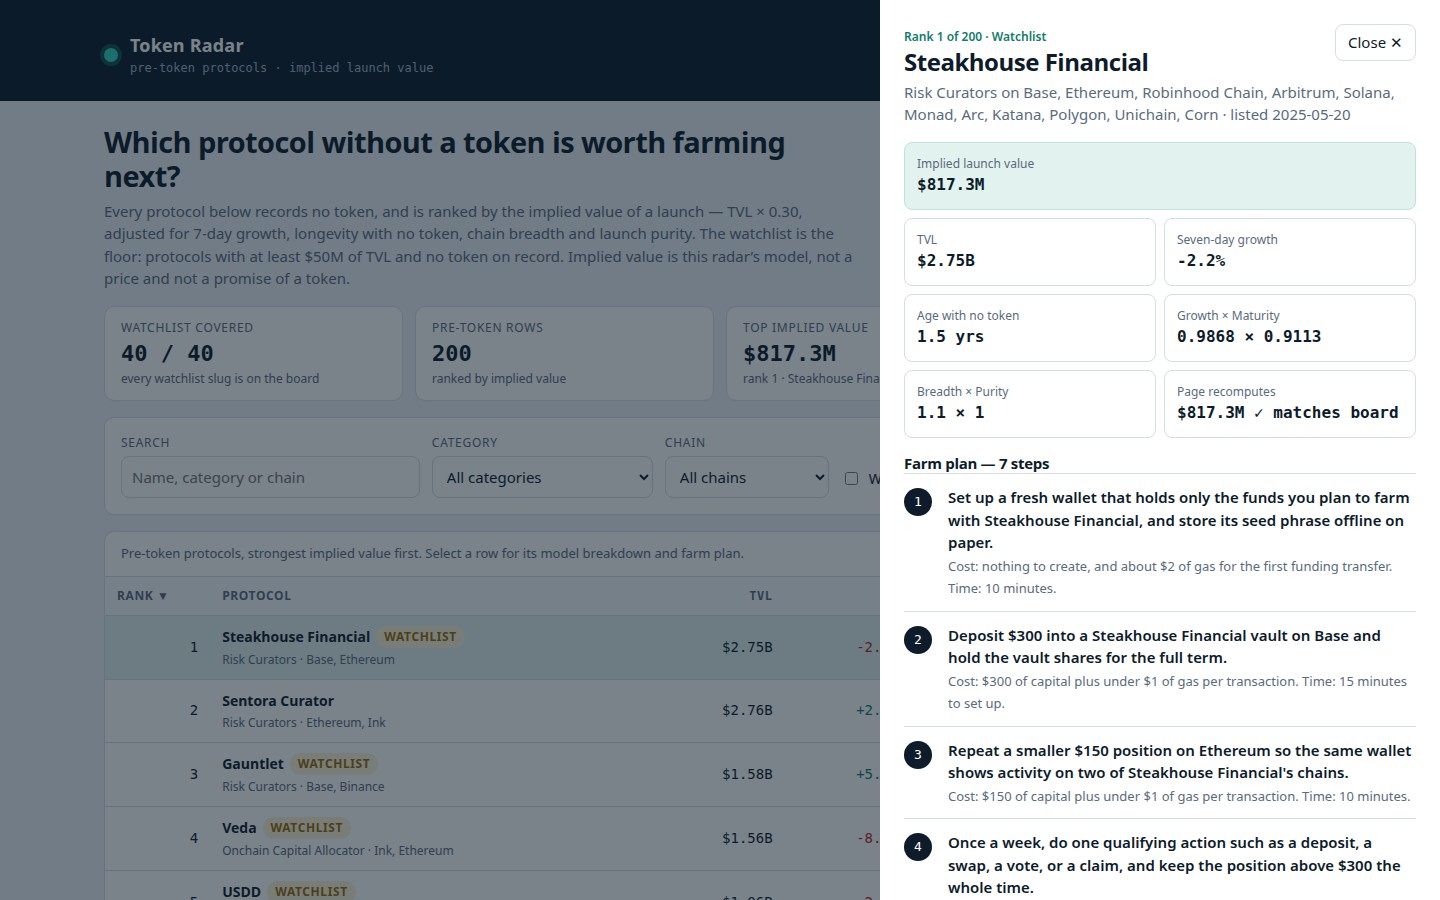 Token Radar
pre-token protocols · implied launch value
Which protocol without a token is worth farming
next?
Every protocol below records no token, and is ranked by the implied value of a launch — TVL × 0.30,
adjusted for 7-day growth, longevity with no token, chain breadth and launch purity. The watchlist is the
floor: protocols with at least $50M of TVL and no token on record. Implied value is this radar's model, not a
price and not a promise of a token.
WATCHLIST COVERED
40 / 40
every watchlist slug is on the board
PRE-TOKEN ROWS
200
ranked by implied value
TOP IMPLIED VALUE
$817.3M
rank 1 · Steakhouse Fina
SEARCH
Name, category or chain
CATEGORY
All categories
CHAIN
All chains
W
Pre-token protocols, strongest implied value first. Select a row for its model breakdown and farm plan.
RANK ▼ PROTOCOL TVL
1 Steakhouse Financial WATCHLIST $2.75B -2.
Risk Curators · Base, Ethereum
2 Sentora Curator $2.76B +2.
Risk Curators · Ethereum, Ink
3 Gauntlet WATCHLIST $1.58B +5.
Risk Curators · Base, Binance
4 Veda WATCHLIST $1.56B -8.
Onchain Capital Allocator · Ink, Ethereum
USDD WATCHLIST
Rank 1 of 200 · Watchlist
Close ✕
Steakhouse Financial
Risk Curators on Base, Ethereum, Robinhood Chain, Arbitrum, Solana,
Monad, Arc, Katana, Polygon, Unichain, Corn · listed 2025-05-20
Implied launch value
$817.3M
TVL
$2.75B
Seven-day growth
-2.2%
Age with no token
1.5 yrs
Growth × Maturity
0.9868 × 0.9113
Breadth × Purity
1.1 × 1
Page recomputes
$817.3M ✓ matches board
Farm plan — 7 steps
1 Set up a fresh wallet that holds only the funds you plan to farm
with Steakhouse Financial, and store its seed phrase offline on
paper.
Cost: nothing to create, and about $2 of gas for the first funding transfer.
Time: 10 minutes.
2 Deposit $300 into a Steakhouse Financial vault on Base and
hold the vault shares for the full term.
Cost: $300 of capital plus under $1 of gas per transaction. Time: 15 minutes
to set up.
3 Repeat a smaller $150 position on Ethereum so the same wallet
shows activity on two of Steakhouse Financial's chains.
Cost: $150 of capital plus under $1 of gas per transaction. Time: 10 minutes.
4 Once a week, do one qualifying action such as a deposit, a
swap, a vote, or a claim, and keep the position above $300 the
whole time.